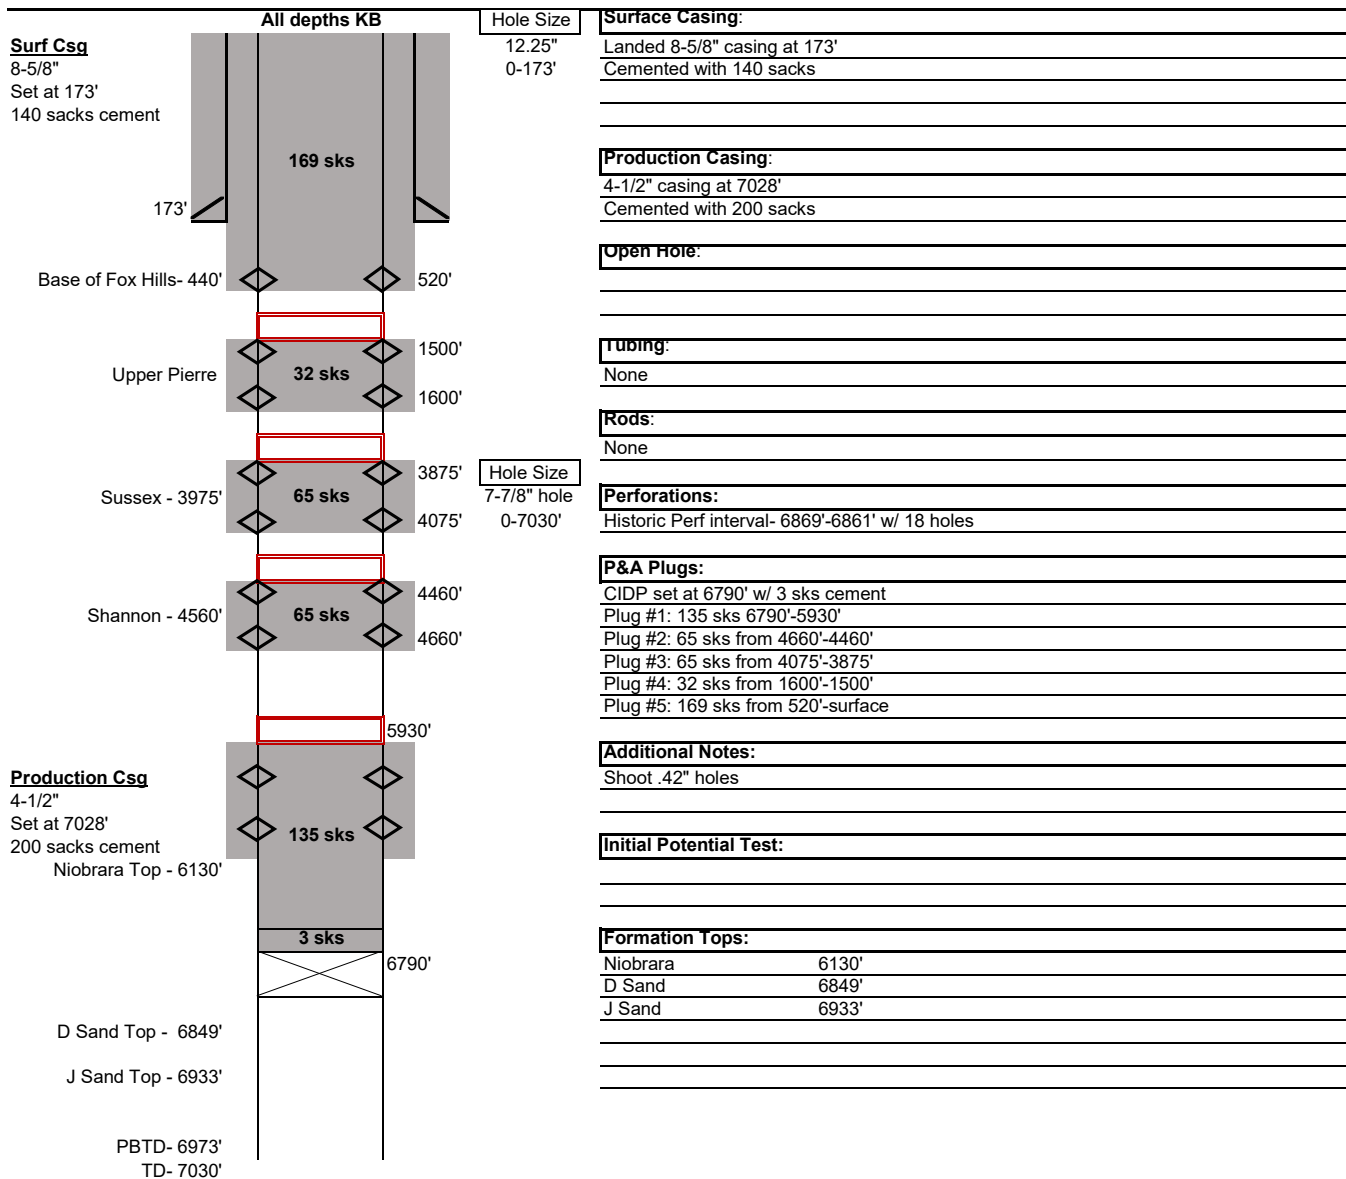 All depths KB
Surf Csg
8-5/8"
Set at 173'
140 sacks cement
169 sks
173'
Base of Fox Hills- 440'
520'
1500'
Upper Pierre
32 sks
1600'
3875'
Sussex - 3975'
65 sks
4075'
4460'
Shannon - 4560'
65 sks
4660'
5930'
Production Csg
4-1/2"
Set at 7028'
200 sacks cement
135 sks
Niobrara Top - 6130'
3 sks
6790'
D Sand Top - 6849'
J Sand Top - 6933'
PBTD- 6973'
TD- 7030'
Hole Size
12.25"
0-173'
Hole Size
7-7/8" hole
0-7030'
Surface Casing:
Landed 8-5/8" casing at 173'
Cemented with 140 sacks
Production Casing:
4-1/2" casing at 7028'
Cemented with 200 sacks
Open Hole:
Tubing:
None
Rods:
None
Perforations:
Historic Perf interval- 6869'-6861' w/ 18 holes
P&A Plugs:
CIDP set at 6790' w/ 3 sks cement
Plug #1: 135 sks 6790'-5930'
Plug #2: 65 sks from 4660'-4460'
Plug #3: 65 sks from 4075'-3875'
Plug #4: 32 sks from 1600'-1500'
Plug #5: 169 sks from 520'-surface
Additional Notes:
Shoot .42" holes
Initial Potential Test:
Formation Tops:
Niobrara 6130'
D Sand 6849'
J Sand 6933'